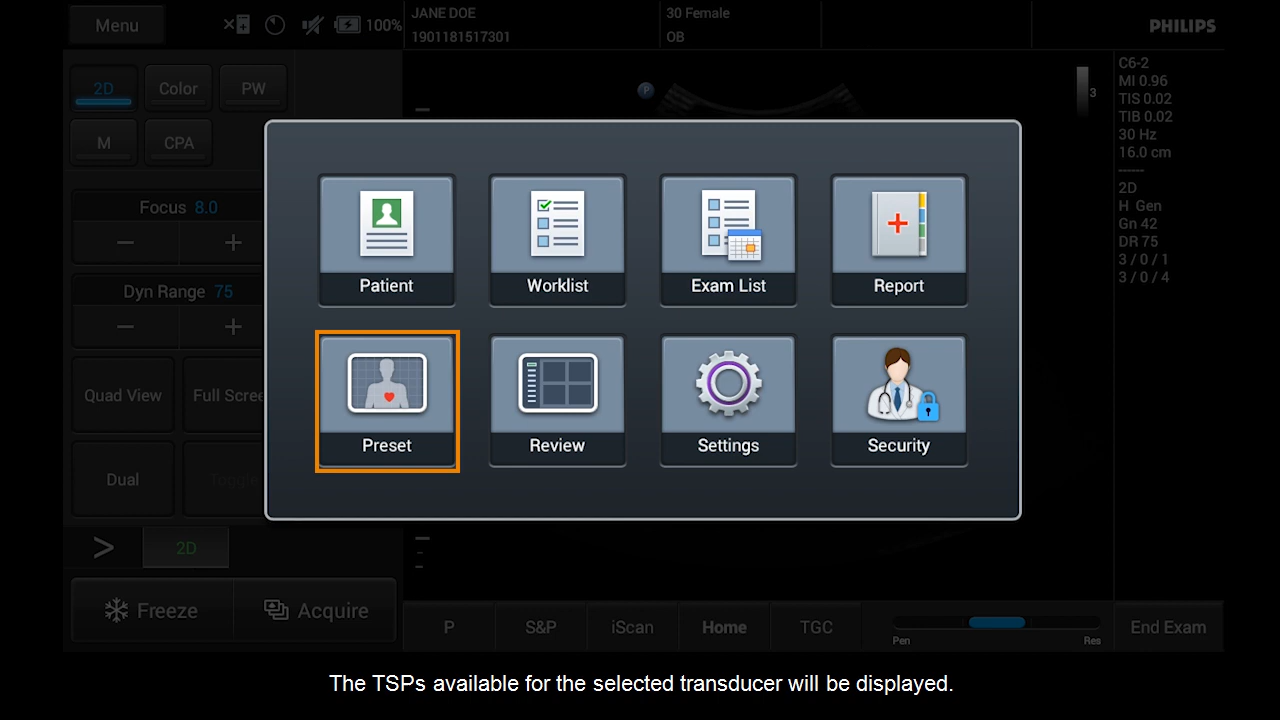 Menu
100%
JANE DOE
1901181517301
30 Female
OB
PHILIPS
2D
Color
PW
M
CPA
Focus 8.0
Dyn Range 75
Quad View
Full Scree
Dual
Toggle
>
2D
Freeze
Acquire
P
3
C6-2
MI 0.96
TIS 0.02
TIB 0.02
30 Hz
16.0 cm
2D
H Gen
Gn 42
DR 75
3 / 0 / 1
3 / 0 / 4
Patient
Worklist
Exam List
Report
Preset
Review
Settings
Security
P
S&P
iScan
Home
TGC
Pen
Res
End Exam
The TSPs available for the selected transducer will be displayed.